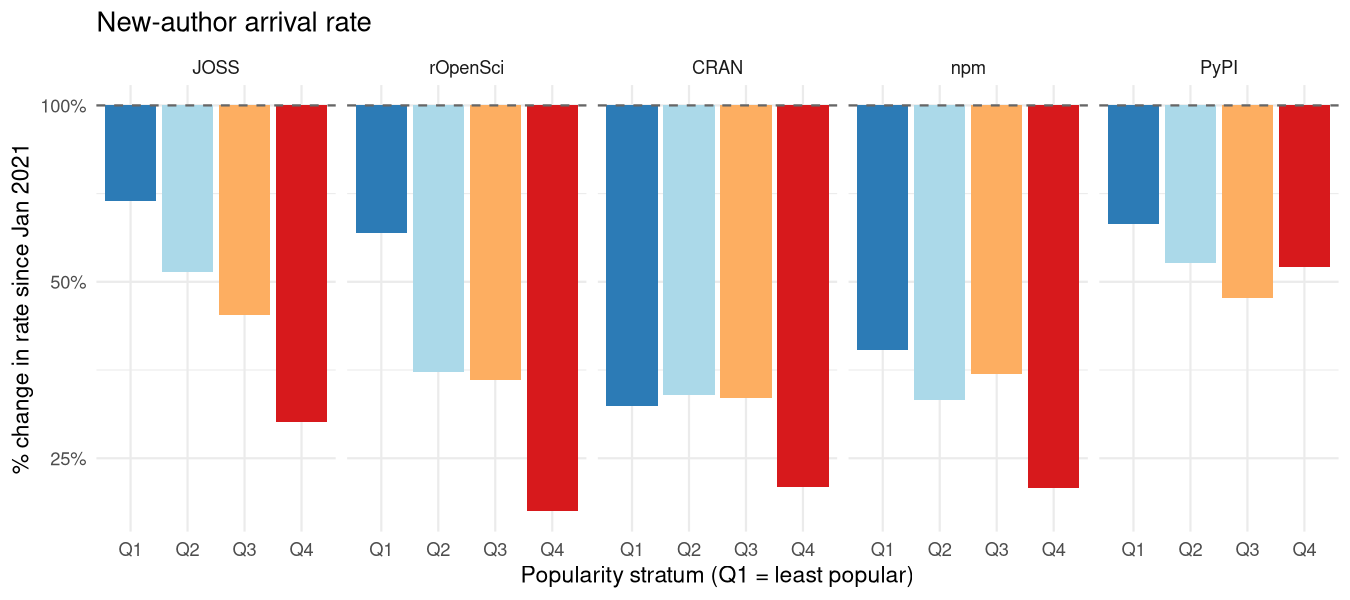 New-author arrival rate
JOSS
rOpenSci
CRAN
npm
PyPI
% change in rate since Jan 2021
100%
50%
25%
Q1 Q2 Q3 Q4
Q1 Q2 Q3 Q4
Q1 Q2 Q3 Q4
Q1 Q2 Q3 Q4
Q1 Q2 Q3 Q4
Popularity stratum (Q1 = least popular)